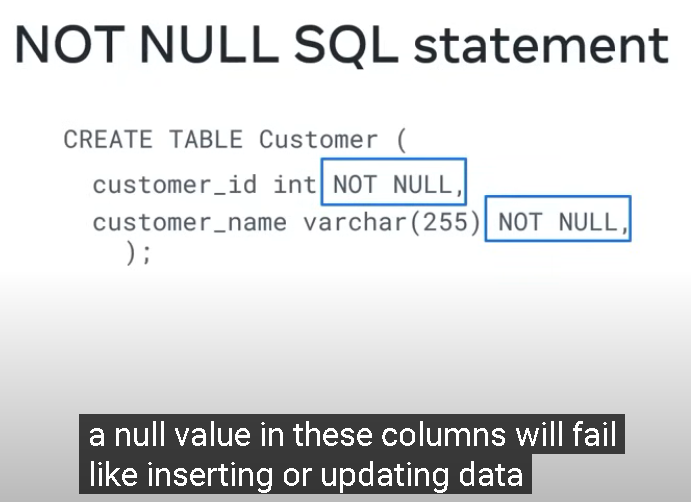 NOT NULL SQL statement
CREATE TABLE Customer (
customer_id int NOT NULL,
customer_name varchar(255) NOT NULL,
);
a null value in these columns will fail
like inserting or updating data